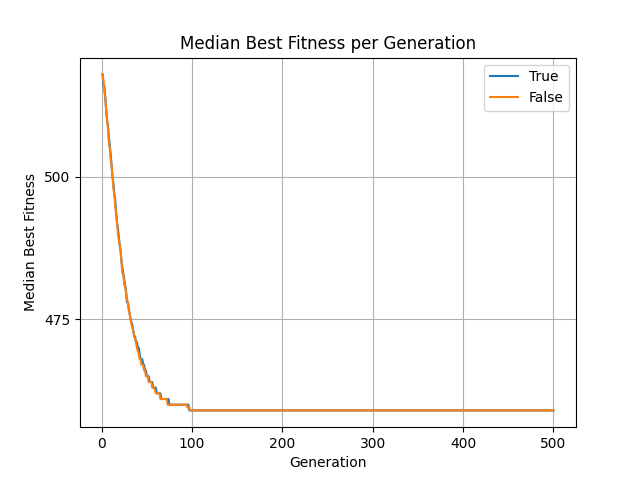 Median Best Fitness per Generation
True
False
Median Best Fitness
500
475
0
100
200
300
400
500
Generation